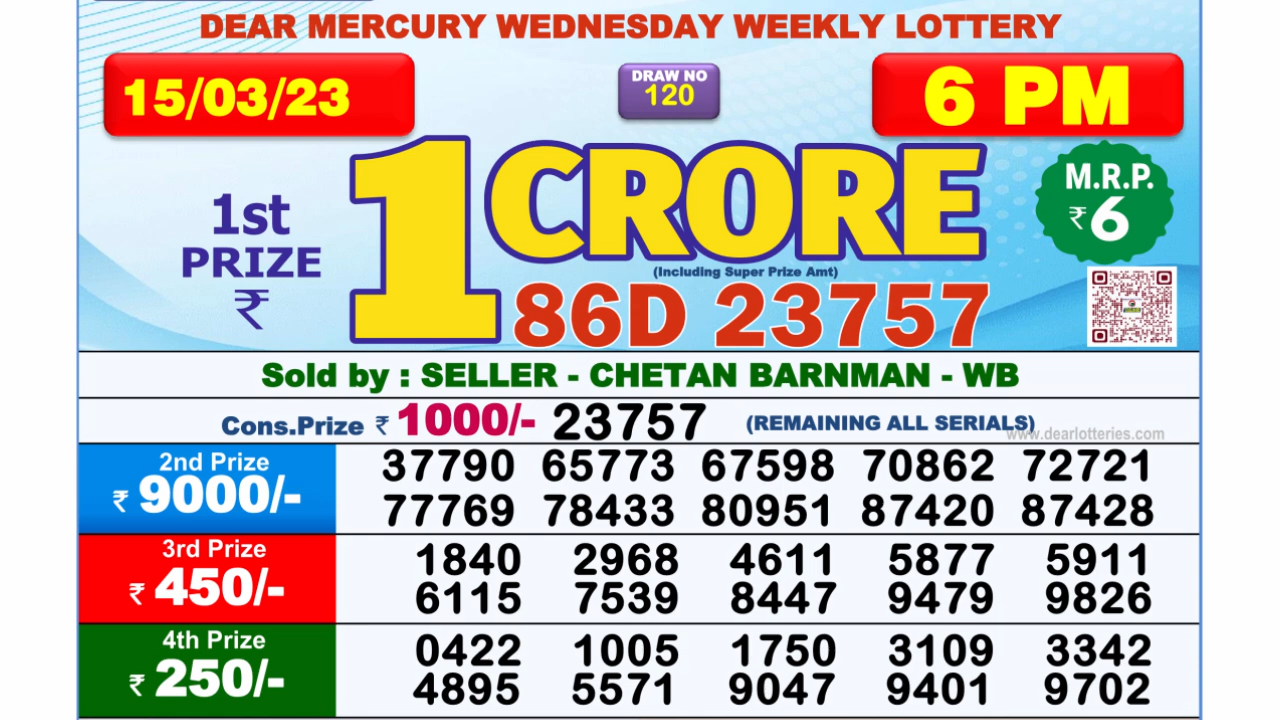 DEAR MERCURY WEDNESDAY WEEKLY LOTTERY
15/03/23
DRAW NO
120
6 PM
1st
PRIZE
₹
1 CRORE
(Including Super Prize Amt)
86D 23757
M.R.P.
₹6
Sold by : SELLER - CHETAN BARNMAN - WB
Cons.Prize ₹ 1000/- 23757 (REMAINING ALL SERIALS)
www.dearlotteries.com
2nd Prize
₹ 9000/-
37790 65773 67598 70862 72721
77769 78433 80951 87420 87428
3rd Prize
₹ 450/-
1840 2968 4611 5877 5911
6115 7539 8447 9479 9826
4th Prize
₹ 250/-
0422 1005 1750 3109 3342
4895 5571 9047 9401 9702